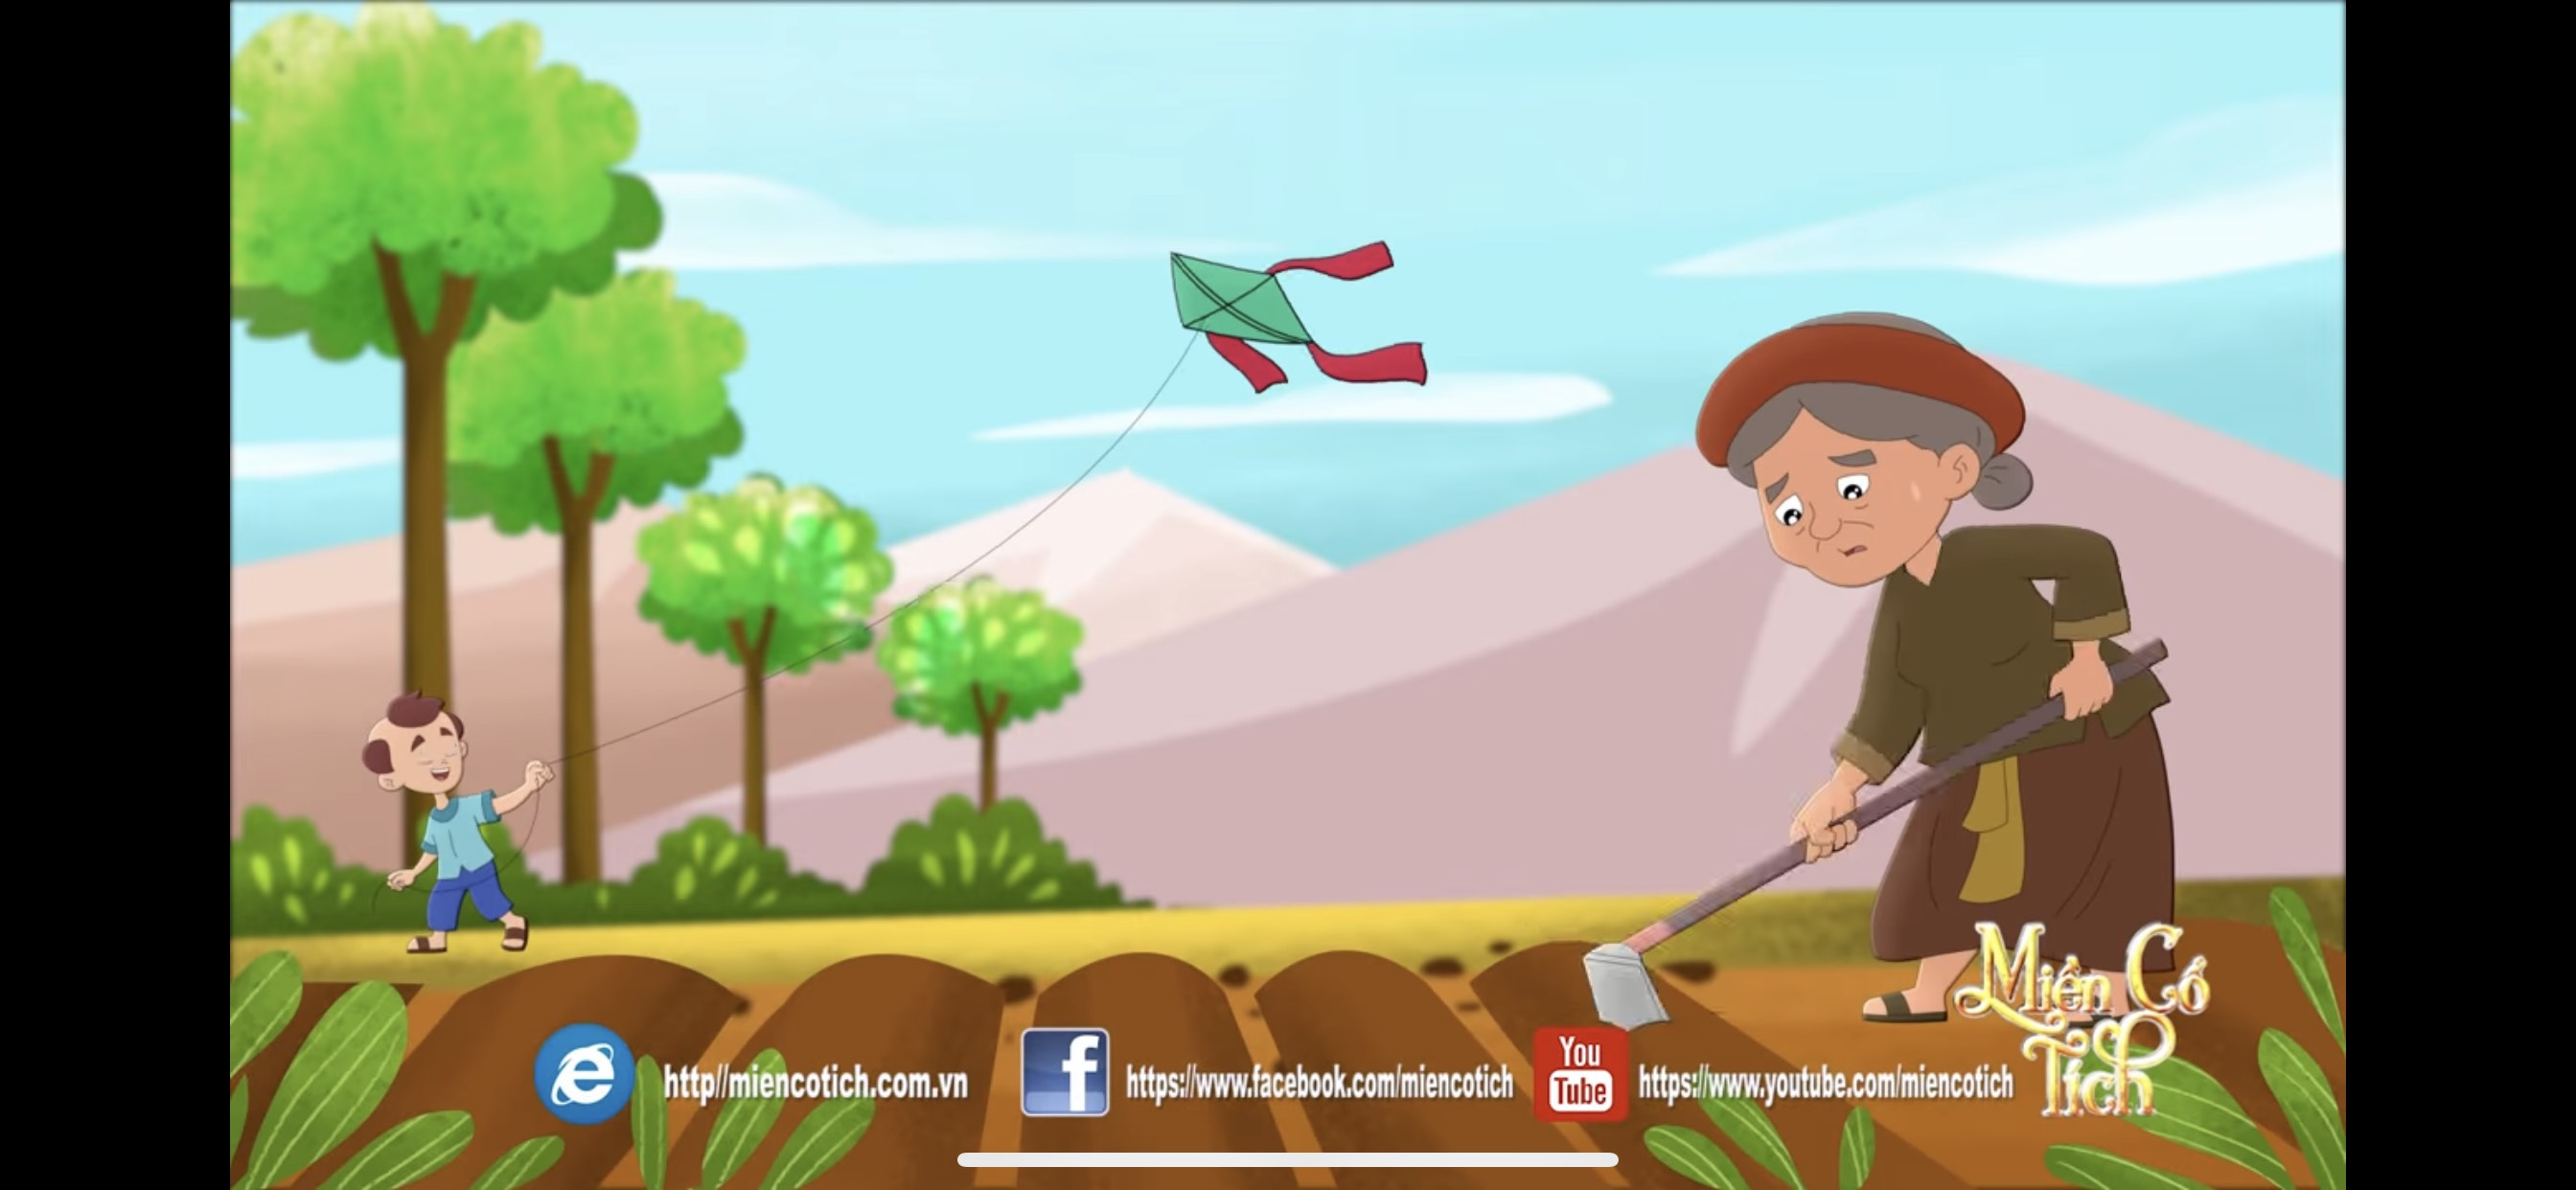 http//miencotich.com.vn
f
https://www.facebook.com/miencotich
You
Tube
https://www.youtube.com/miencotich
Miền Cổ
Tích